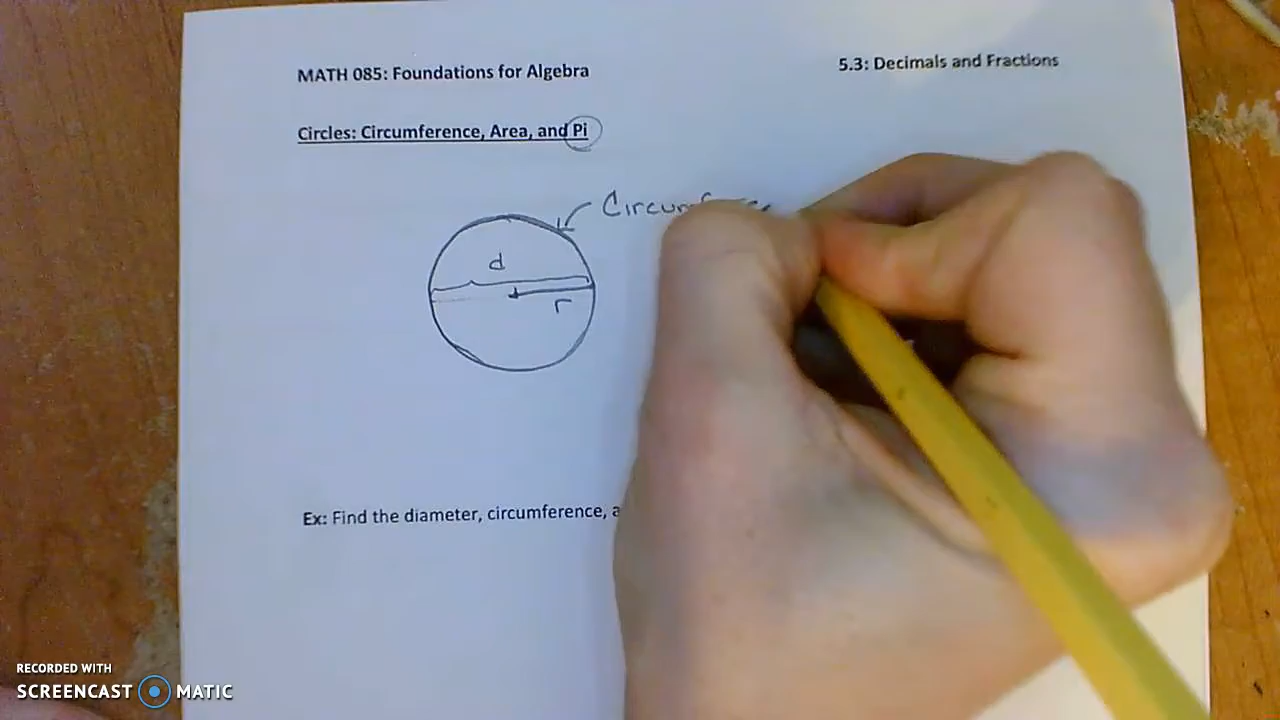 MATH 085: Foundations for Algebra
5.3: Decimals and Fractions
Circles: Circumference, Area, and Pi
d
r
Ex: Find the diameter, circumference,
RECORDED WITH
SCREENCAST MATIC